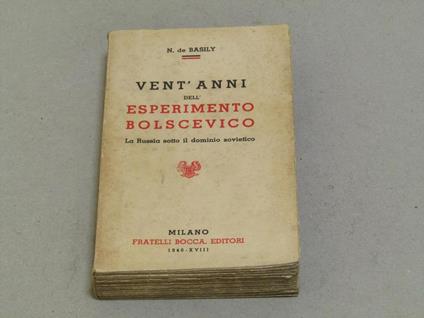 N. de BASILY
VENT' ANNI
DELL'
ESPERIMENTO
BOLSCEVICO
La Russia sotto il dominio sovietico
MILANO
FRATELLI BOCCA, EDITORI
1940-XVIII